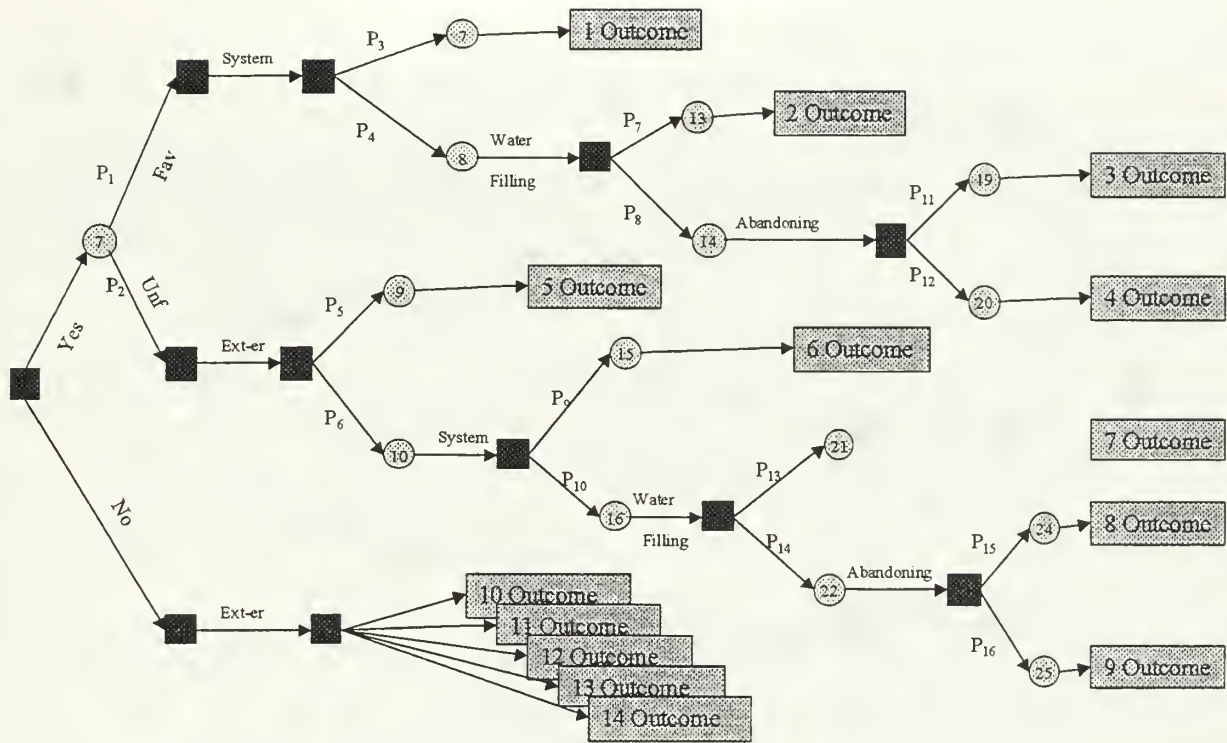 P3
7
1 Outcome
System
P4
8
Water
Filling
P7
13
2 Outcome
P8
14
Abandoning
P11
19
3 Outcome
P12
20
4 Outcome
P1
Fav
7
P2
Unf
Yes
Ext-er
P5
9
5 Outcome
P6
10
System
P9
15
6 Outcome
P10
16
Water
Filling
P13
21
7 Outcome
P14
22
Abandoning
P15
24
8 Outcome
P16
25
9 Outcome
No
Ext-er
10 Outcome
11 Outcome
12 Outcome
13 Outcome
14 Outcome